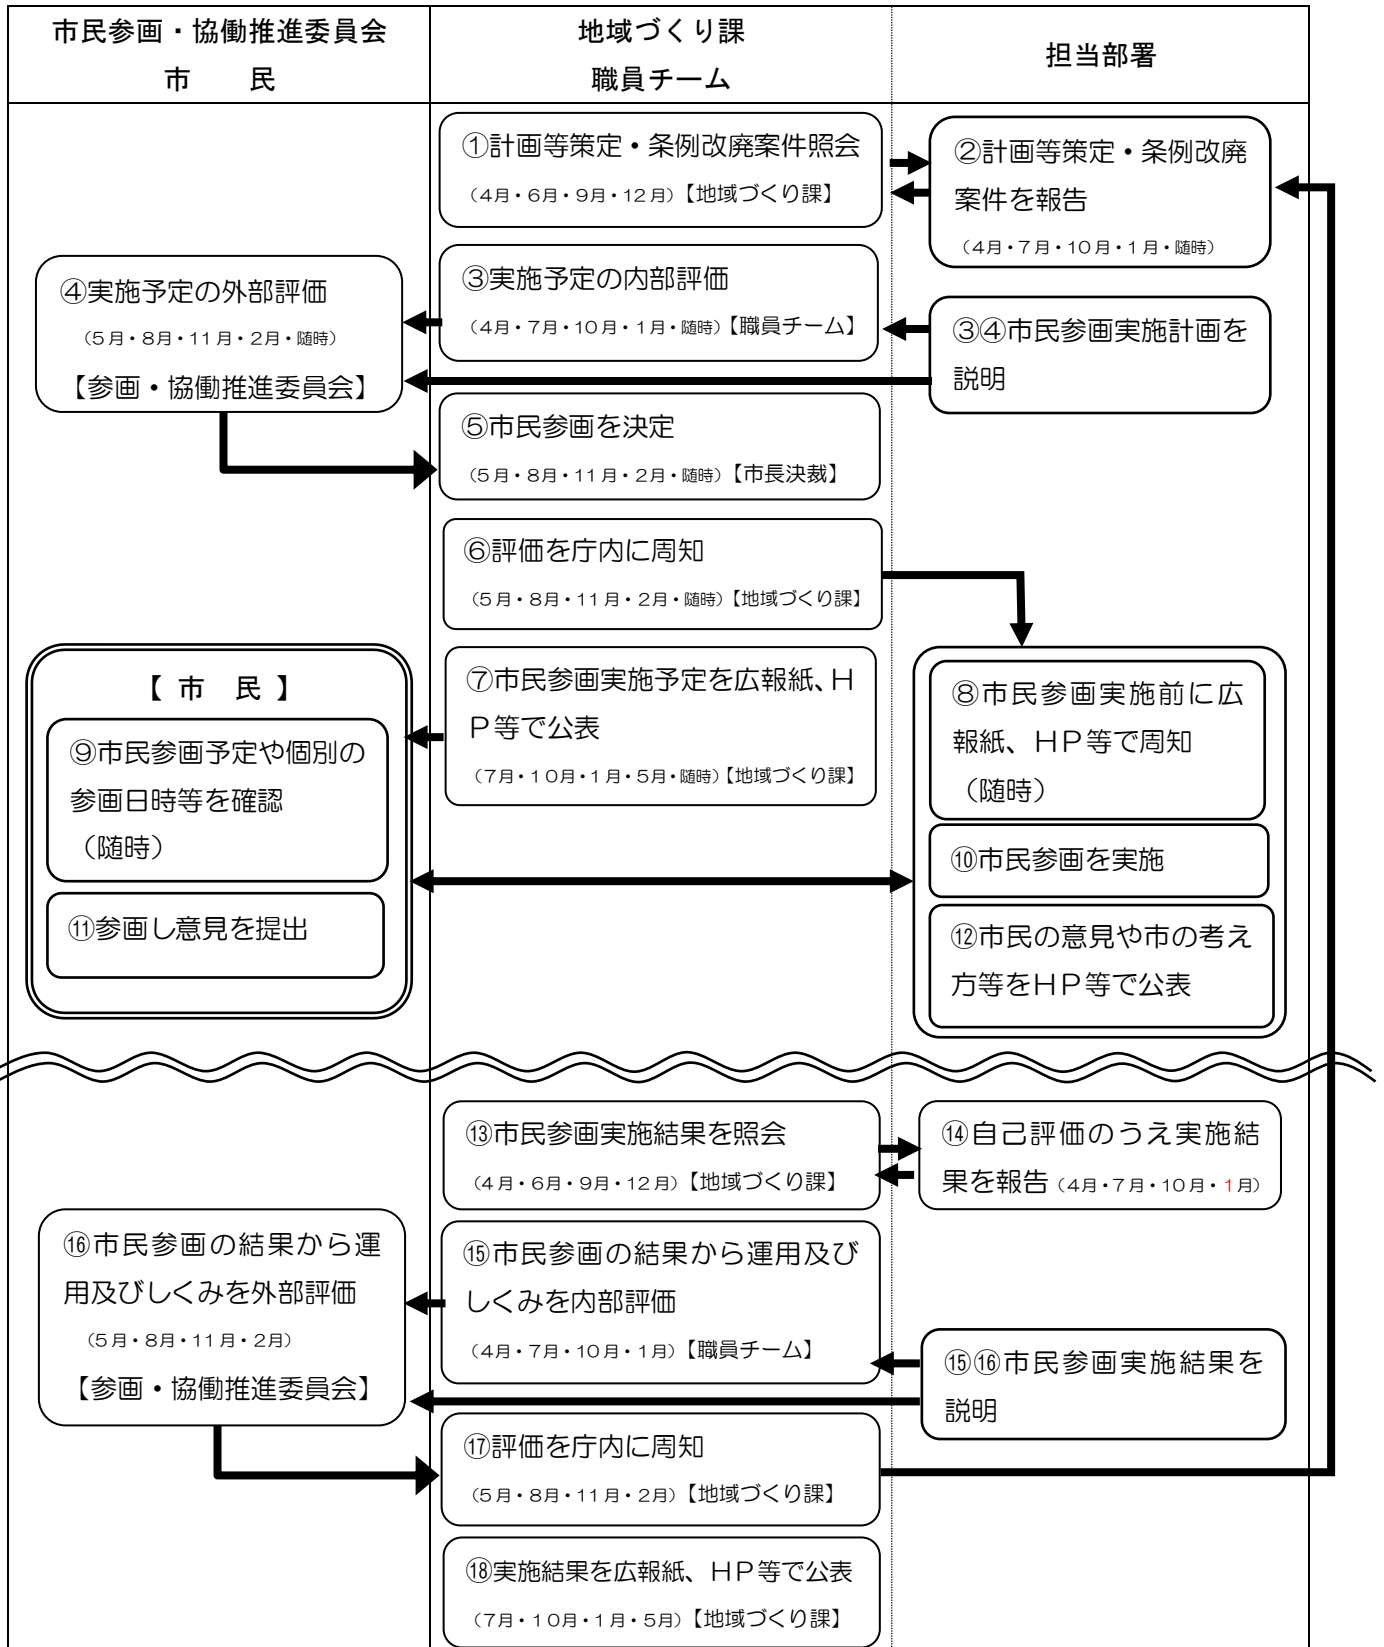 市民参画・協働推進委員会
市　　民
地域づくり課
職員チーム
担当部署
①計画等策定・条例改廃案件照会
（4月・6月・9月・12月）【地域づくり課】
②計画等策定・条例改廃
案件を報告
（4月・7月・10月・1月・随時）
③実施予定の内部評価
（4月・7月・10月・1月・随時）【職員チーム】
④実施予定の外部評価
（5月・8月・11月・2月・随時）
【参画・協働推進委員会】
③④市民参画実施計画を
説明
⑤市民参画を決定
（5月・8月・11月・2月・随時）【市長決裁】
⑥評価を庁内に周知
（5月・8月・11月・2月・随時）【地域づくり課】
⑦市民参画実施予定を広報紙、Ｈ
Ｐ等で公表
（7月・10月・1月・5月・随時）【地域づくり課】
【 市　民 】
⑨市民参画予定や個別の
参画日時等を確認
（随時）
⑪参画し意見を提出
⑧市民参画実施前に広
報紙、ＨＰ等で周知
（随時）
⑩市民参画を実施
⑫市民の意見や市の考え
方等をＨＰ等で公表
⑬市民参画実施結果を照会
（4月・6月・9月・12月）【地域づくり課】
⑭自己評価のうえ実施結
果を報告（4月・7月・10月・1月）
⑮市民参画の結果から運用及び
しくみを内部評価
（4月・7月・10月・1月）【職員チーム】
⑯市民参画の結果から運
用及びしくみを外部評価
（5月・8月・11月・2月）
【参画・協働推進委員会】
⑮⑯市民参画実施結果を
説明
⑰評価を庁内に周知
（5月・8月・11月・2月）【地域づくり課】
⑱実施結果を広報紙、ＨＰ等で公表
（7月・10月・1月・5月）【地域づくり課】